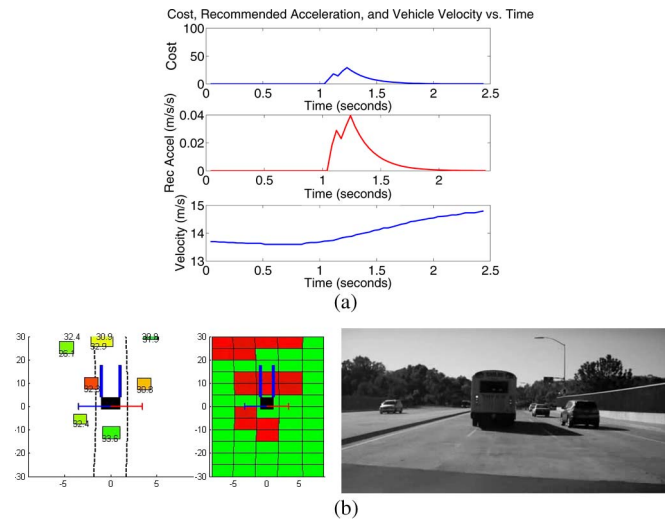 Cost, Recommended Acceleration, and Vehicle Velocity vs. Time
100
50
0
Cost
0 0.5 1 1.5 2 2.5
Time (seconds)
0.04
0.02
0
Rec Accel (m/s/s)
0 0.5 1 1.5 2 2.5
Time (seconds)
15
14
13
Velocity (m/s)
0 0.5 1 1.5 2 2.5
Time (seconds)
(a)
30
20
10
0
-10
-20
-30
-5 0 5
32.4 30.9
32.9
32.4
33.6
30.8
30
20
10
0
-10
-20
-30
-5 0 5
(b)